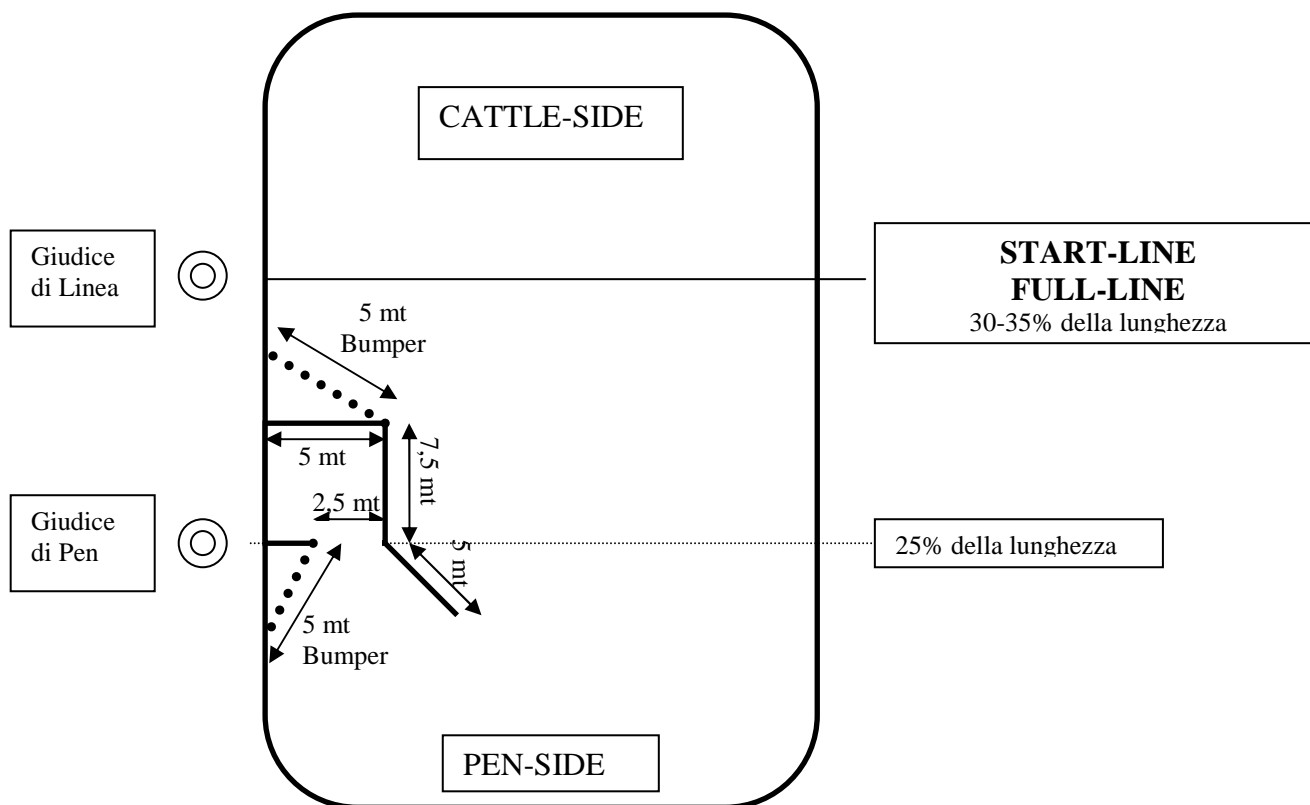 CATTLE-SIDE
Giudice
di Linea
START-LINE
FULL-LINE
30-35% della lunghezza
5 mt
Bumper
5 mt
7,5 mt
2,5 mt
Giudice
di Pen
25% della lunghezza
5 mt
5 mt
Bumper
PEN-SIDE